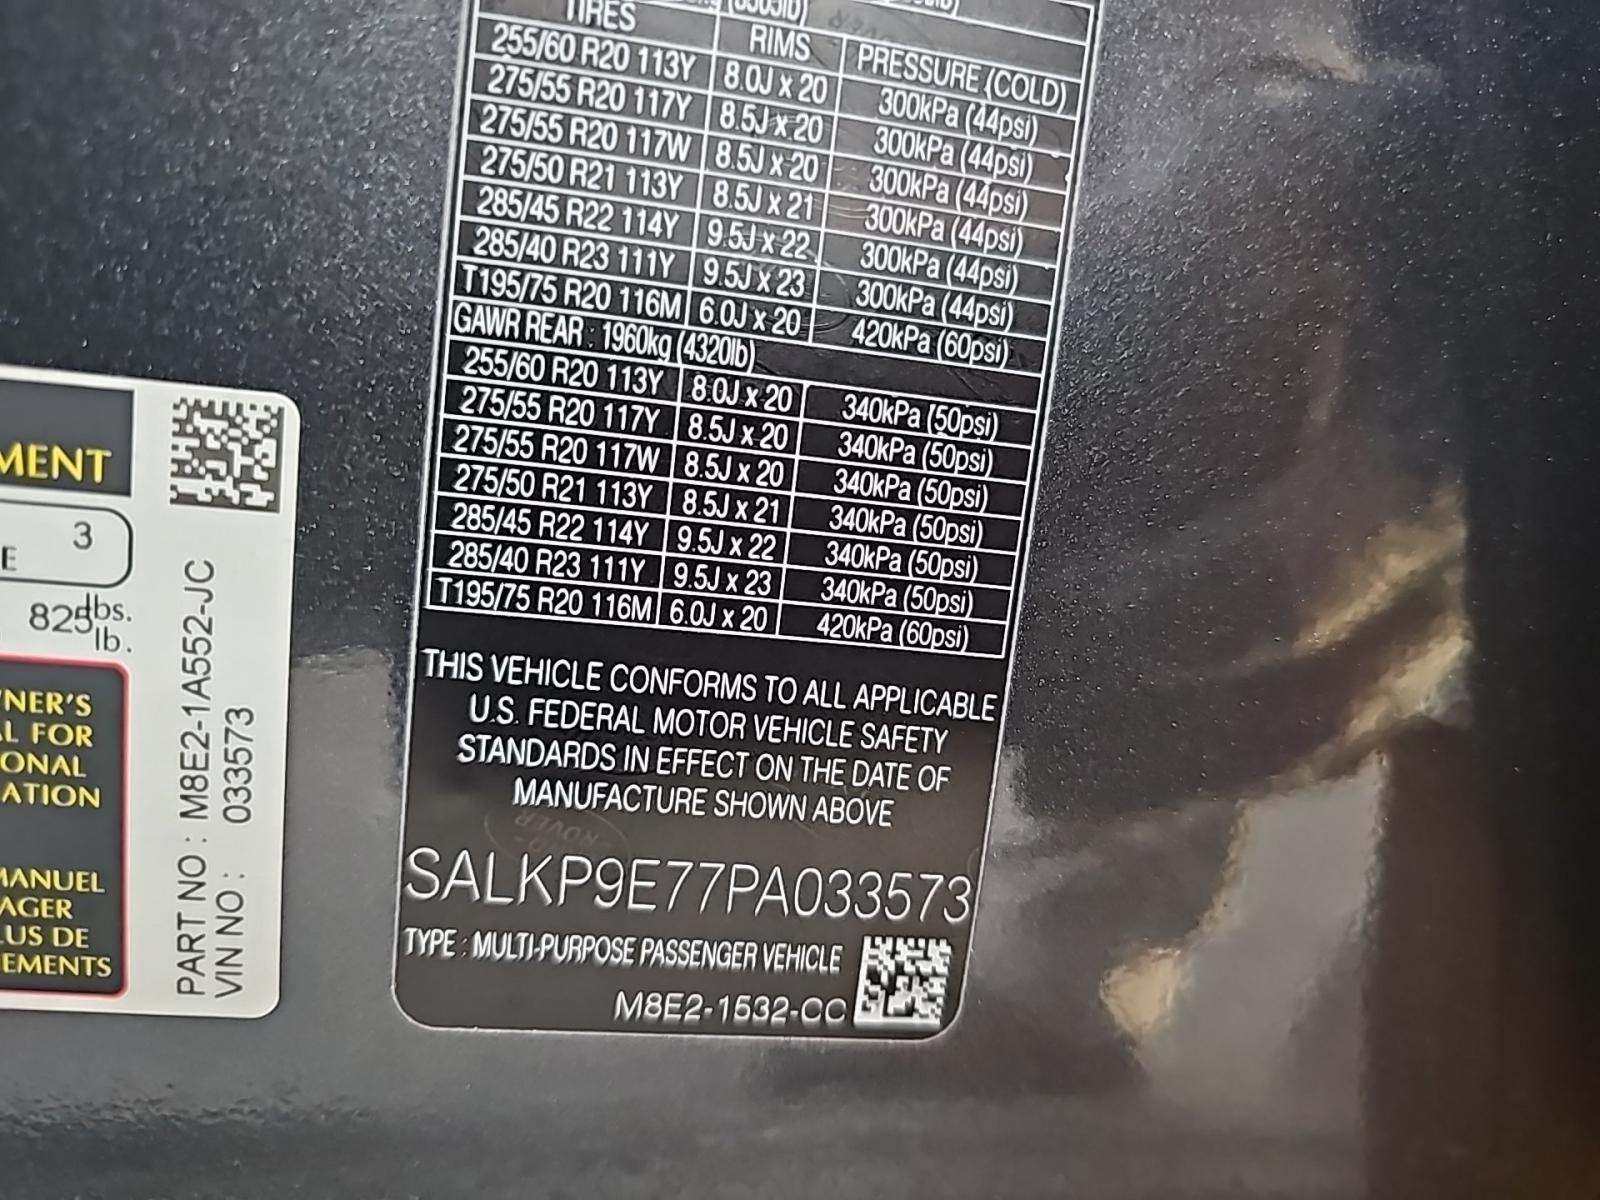 TIRES RIMS PRESSURE (COLD)
255/60 R20 113Y 8.0J x 20 300kPa (44psi)
275/55 R20 117Y 8.5J x 20 300kPa (44psi)
275/55 R20 117W 8.5J x 20 300kPa (44psi)
275/50 R21 113Y 8.5J x 21 300kPa (44psi)
285/45 R22 114Y 9.5J x 22 300kPa (44psi)
285/40 R23 111Y 9.5J x 23 300kPa (44psi)
T195/75 R20 116M 6.0J x 20 420kPa (60psi)
GAWR REAR : 1960kg (4320lb)
255/60 R20 113Y 8.0J x 20 340kPa (50psi)
275/55 R20 117Y 8.5J x 20 340kPa (50psi)
275/55 R20 117W 8.5J x 20 340kPa (50psi)
275/50 R21 113Y 8.5J x 21 340kPa (50psi)
285/45 R22 114Y 9.5J x 22 340kPa (50psi)
285/40 R23 111Y 9.5J x 23 340kPa (50psi)
T195/75 R20 116M 6.0J x 20 420kPa (60psi)
THIS VEHICLE CONFORMS TO ALL APPLICABLE
U.S. FEDERAL MOTOR VEHICLE SAFETY
STANDARDS IN EFFECT ON THE DATE OF
MANUFACTURE SHOWN ABOVE
SALKP9E77PA033573
TYPE : MULTI-PURPOSE PASSENGER VEHICLE
M8E2-1532-CC
MENT
E 3
825 lbs.
lb.
NER'S
L FOR
ONAL
ATION
MANUEL
AGER
LUS DE
EMENTS
PART NO : M8E2-1A552-JC
VIN NO : 033573